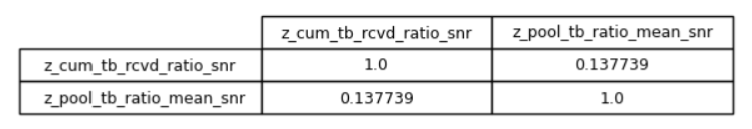 z_cum_tb_rcvd_ratio_snr z_pool_tb_ratio_mean_snr
z_cum_tb_rcvd_ratio_snr 1.0 0.137739
z_pool_tb_ratio_mean_snr 0.137739 1.0